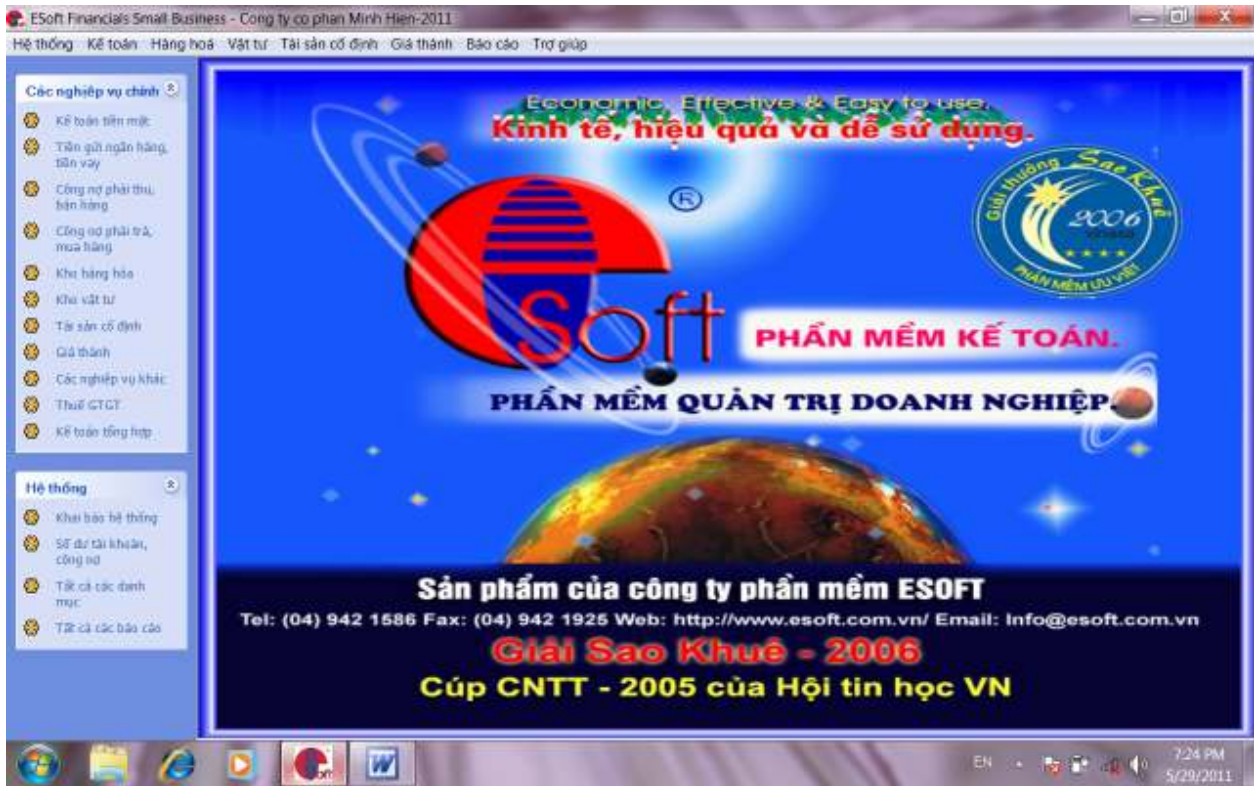 ESoft Financials Small Business - Cong ty co phan Minh Hien-2011
Hệ thống Kế toán Hàng hoá Vật tư Tài sản cố định Giá thành Báo cáo Trợ giúp
Các nghiệp vụ chính
Kế toán tiền mặt
Tiền gửi ngân hàng,
tiền vay
Công nợ phải thu,
bán hàng
Công nợ phải trả,
mua hàng
Kho hàng hóa
Kho vật tư
Tài sản cố định
Giá thành
Các nghiệp vụ khác
Thuế GTGT
Kế toán tổng hợp
Hệ thống
Khai báo hệ thống
Số dư tài khoản,
công nợ
Tất cả các danh
mục
Tất cả các báo cáo
Economic, Effective & Easy to use.
Kinh tế, hiệu quả và dễ sử dụng.
Giải thưởng Sao Khuê
2006
PHẦN MỀM ƯU VIỆT
®
eSoft
PHẦN MỀM KẾ TOÁN.
PHẦN MỀM QUẢN TRỊ DOANH NGHIỆP.
Sản phẩm của công ty phần mềm ESOFT
Tel: (04) 942 1586 Fax: (04) 942 1925 Web: http://www.esoft.com.vn/ Email: Info@esoft.com.vn
Giải Sao Khuê - 2006
Cúp CNTT - 2005 của Hội tin học VN
EN
7:24 PM
5/29/2011